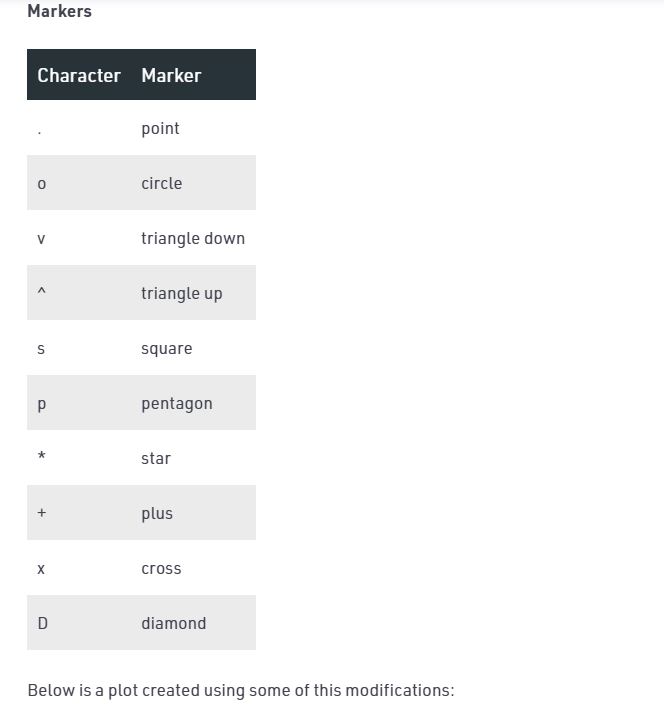 Markers
Character Marker
. point
o circle
v triangle down
^ triangle up
s square
p pentagon
* star
+ plus
x cross
D diamond
Below is a plot created using some of this modifications: